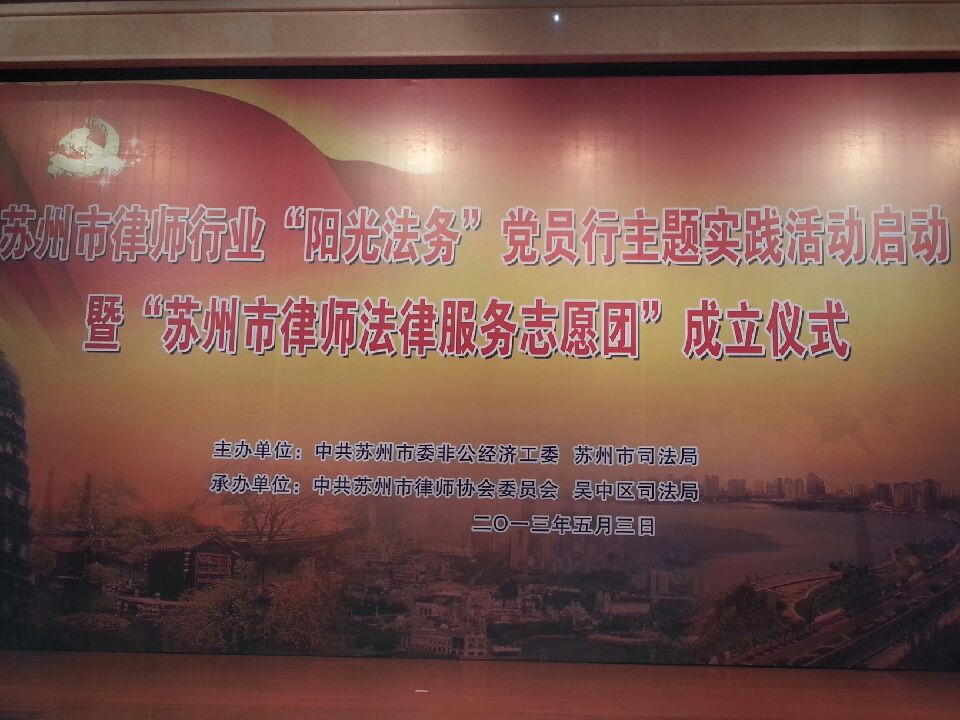 苏州市律师行业“阳光法务”党员行主题实践活动启动
暨“苏州市律师法律服务志愿团”成立仪式
主办单位：中共苏州市委非公经济工委 苏州市司法局
承办单位：中共苏州市律师协会委员会 吴中区司法局
二〇一三年五月三日